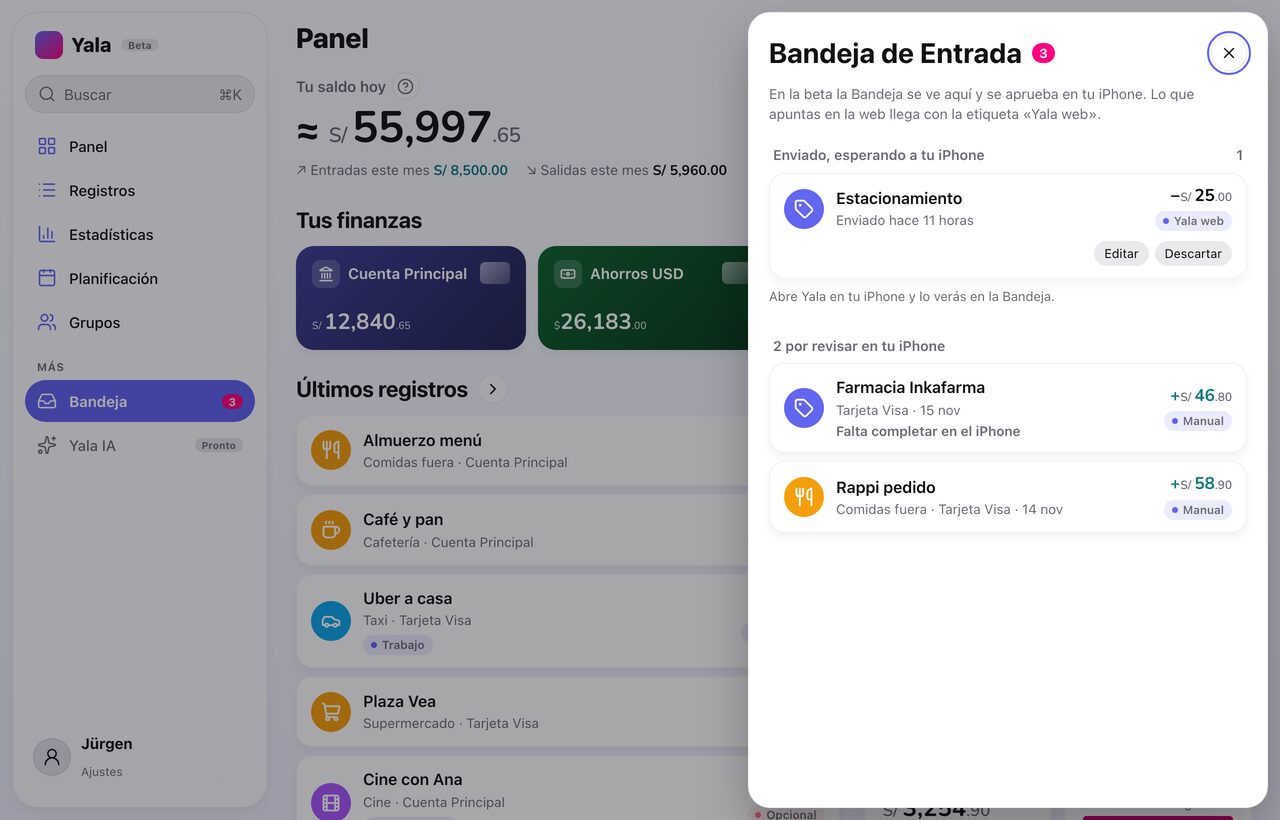 Yala Beta
Buscar ⌘K
Panel
Registros
Estadísticas
Planificación
Grupos
MÁS
Bandeja 3
Yala IA Pronto
Jürgen
Ajustes
Panel
Tu saldo hoy ?
≈ S/ 55,997.65
↗ Entradas este mes S/ 8,500.00 ↘ Salidas este mes S/ 5,960.00
Tus finanzas
Cuenta Principal
S/ 12,840.65
Ahorros USD
$26,183.00
Últimos registros
Almuerzo menú
Comidas fuera · Cuenta Principal
Café y pan
Cafetería · Cuenta Principal
Uber a casa
Taxi · Tarjeta Visa
Trabajo
Plaza Vea
Supermercado · Tarjeta Visa
Cine con Ana
Cine · Cuenta Principal
Opcional
S/ 3,254.90
Bandeja de Entrada 3
En la beta la Bandeja se ve aquí y se aprueba en tu iPhone. Lo que
apuntas en la web llega con la etiqueta «Yala web».
Enviado, esperando a tu iPhone 1
Estacionamiento −S/ 25.00
Enviado hace 11 horas Yala web
Editar Descartar
Abre Yala en tu iPhone y lo verás en la Bandeja.
2 por revisar en tu iPhone
Farmacia Inkafarma +S/ 46.80
Tarjeta Visa · 15 nov Manual
Falta completar en el iPhone
Rappi pedido +S/ 58.90
Comidas fuera · Tarjeta Visa · 14 nov Manual